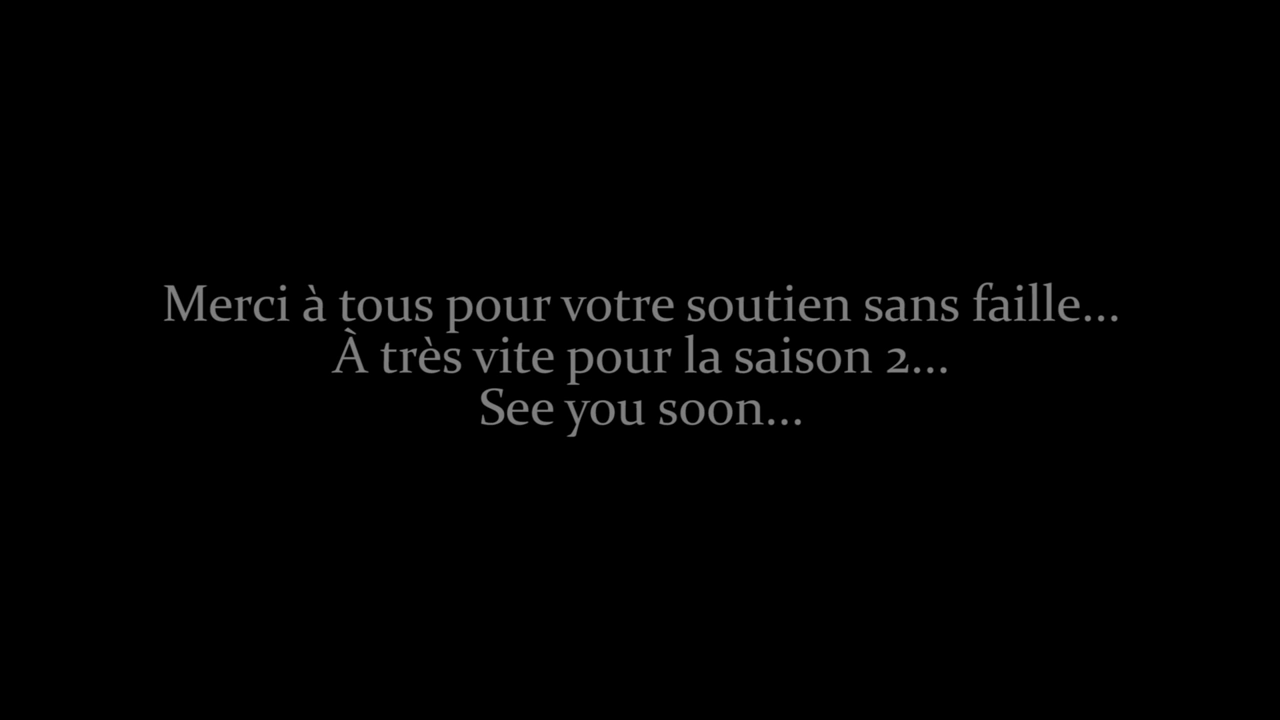 Merci à tous pour votre soutien sans faille...
À très vite pour la saison 2...
See you soon...